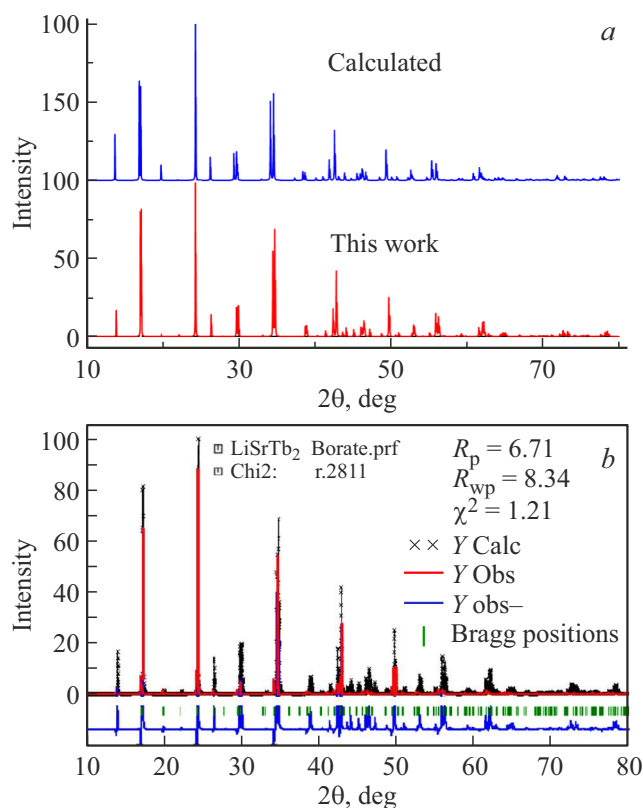 a
Calculated
100
150
100
50
0
This work
Intensity
10 30 50 70
2θ, deg
b
LiSrTb₂ Borate.prf
Chi2: r.2811
Rp = 6.71
Rwp = 8.34
χ² = 1.21
Y Calc
Y Obs
Y obs–
Bragg positions
100
80
60
40
20
0
Intensity
10 20 30 40 50 60 70 80
2θ, deg